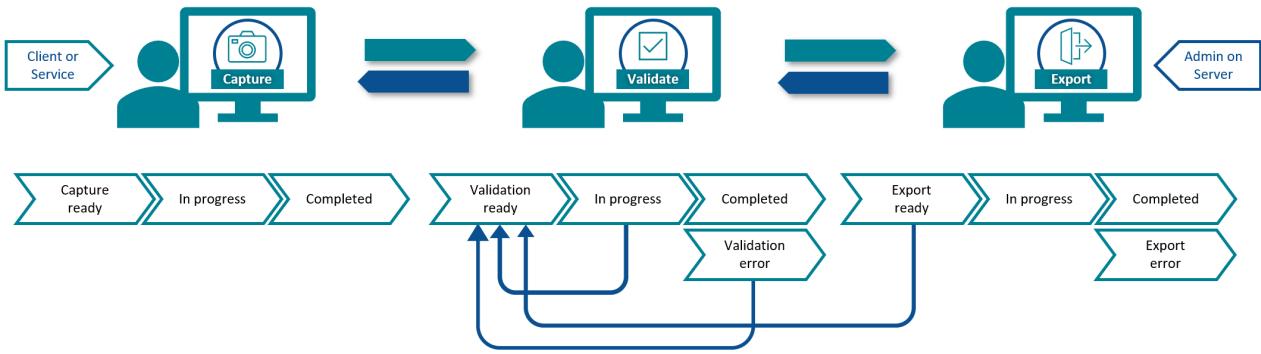 Client or
Service
Capture
Validate
Export
Admin on
Server
Capture
ready
In progress
Completed
Validation
ready
In progress
Completed
Export
ready
In progress
Completed
Validation
error
Export
error